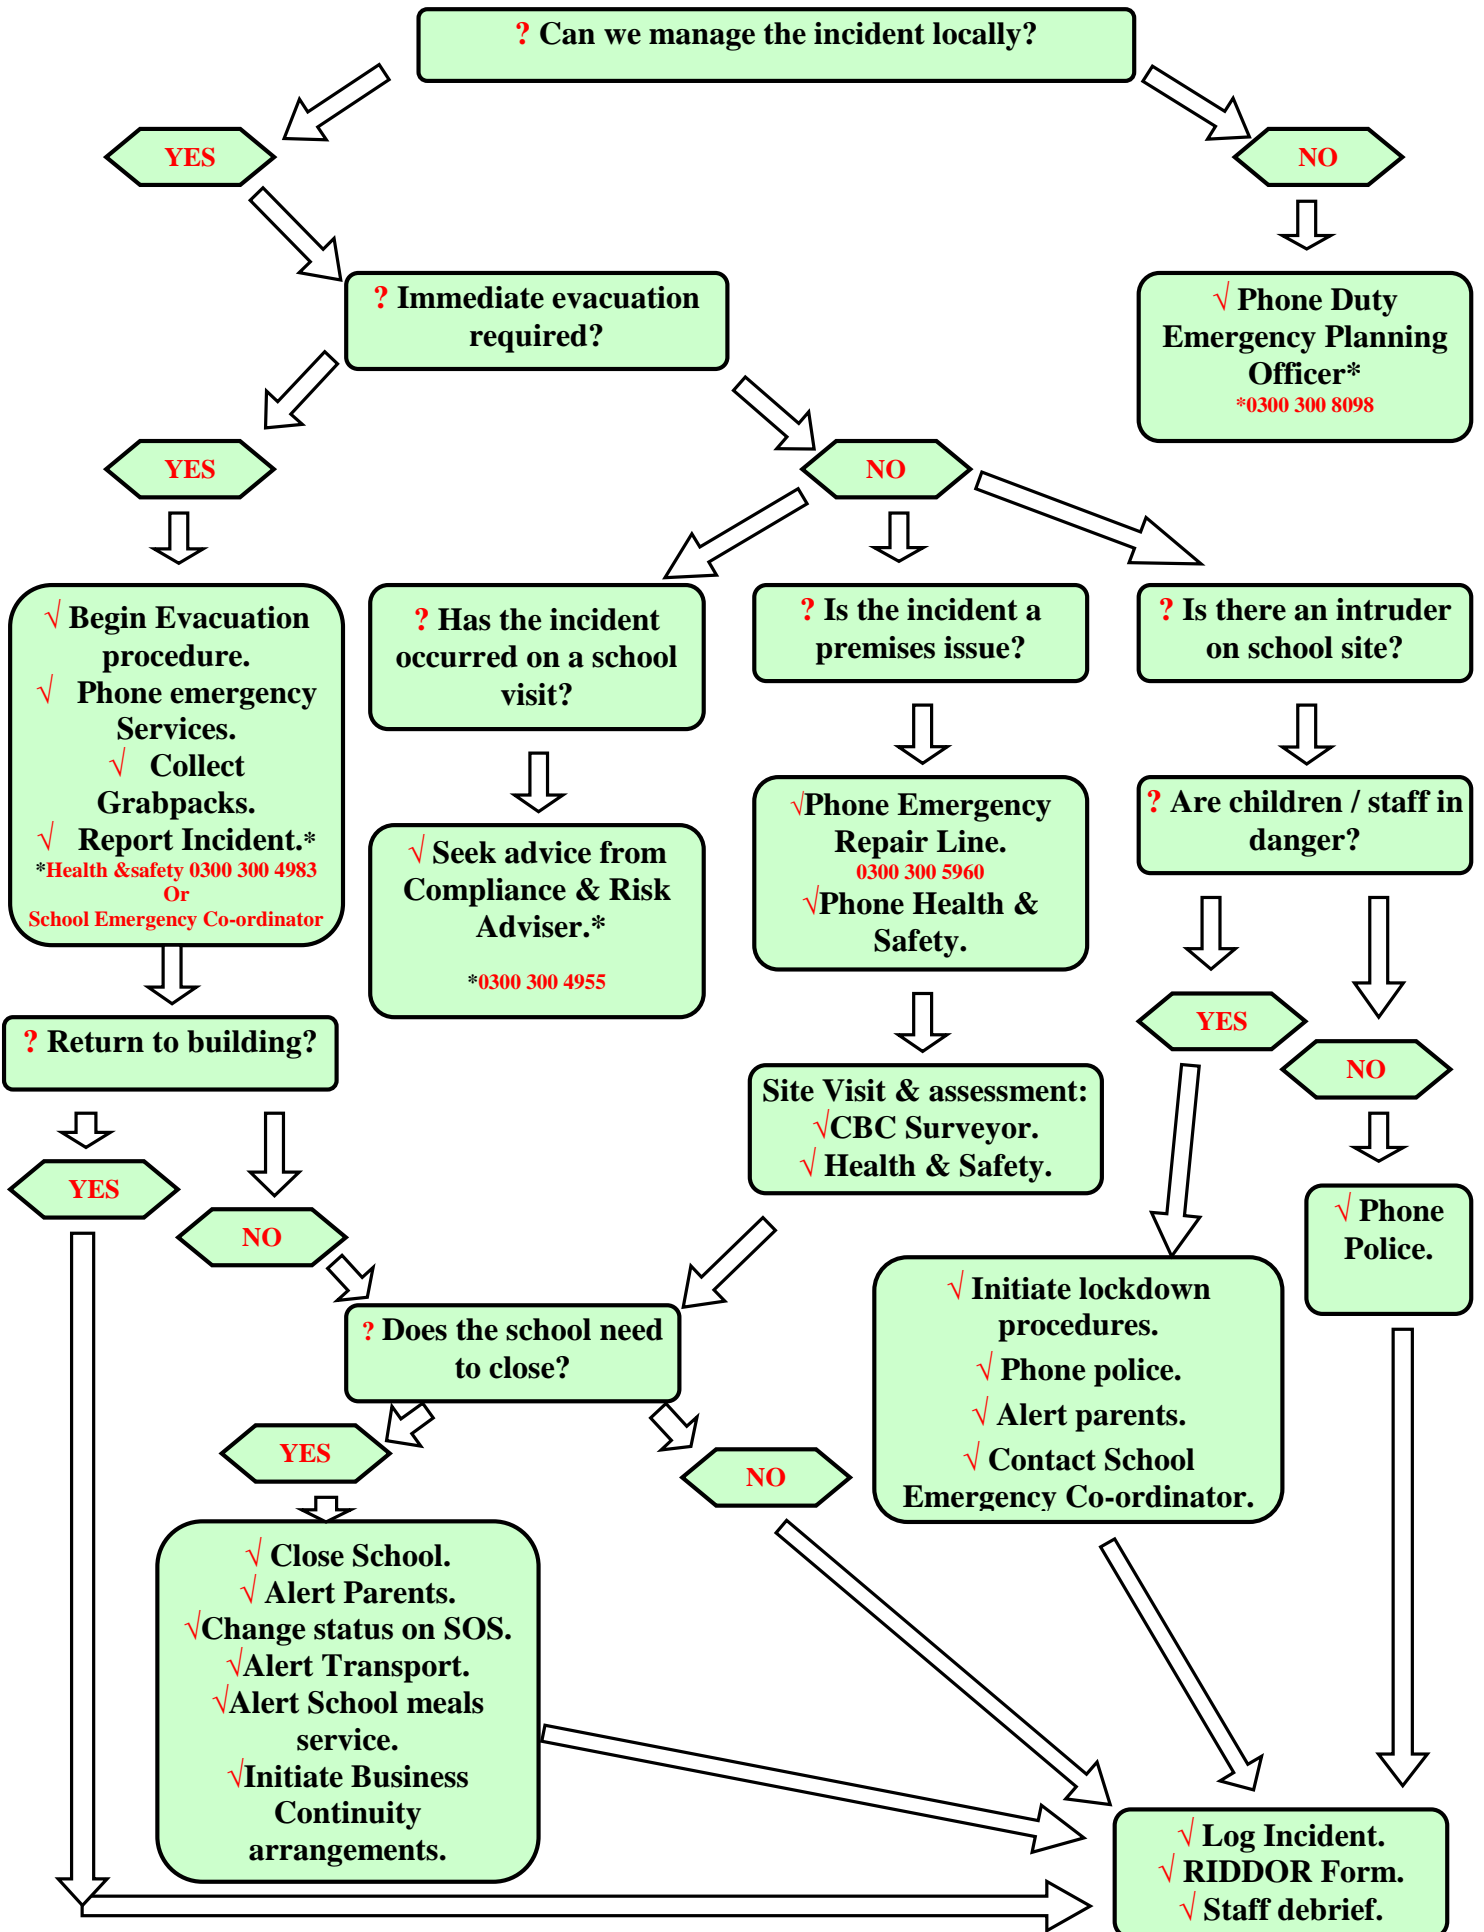 ? Can we manage the incident locally?
YES
NO
? Immediate evacuation
required?
√ Phone Duty
Emergency Planning
Officer*
*0300 300 8098
YES
NO
√ Begin Evacuation
procedure.
√ Phone emergency
Services.
√ Collect
Grabpacks.
√ Report Incident.*
*Health &safety 0300 300 4983
Or
School Emergency Co-ordinator
? Has the incident
occurred on a school
visit?
? Is the incident a
premises issue?
? Is there an intruder
on school site?
√ Seek advice from
Compliance & Risk
Adviser.*
*0300 300 4955
√Phone Emergency
Repair Line.
0300 300 5960
√Phone Health &
Safety.
? Are children / staff in
danger?
YES
NO
? Return to building?
YES
NO
Site Visit & assessment:
√CBC Surveyor.
√ Health & Safety.
√ Phone
Police.
? Does the school need
to close?
√ Initiate lockdown
procedures.
√ Phone police.
√ Alert parents.
√ Contact School
Emergency Co-ordinator.
YES
NO
√ Close School.
√ Alert Parents.
√Change status on SOS.
√Alert Transport.
√Alert School meals
service.
√Initiate Business
Continuity
arrangements.
√ Log Incident.
√ RIDDOR Form.
√ Staff debrief.